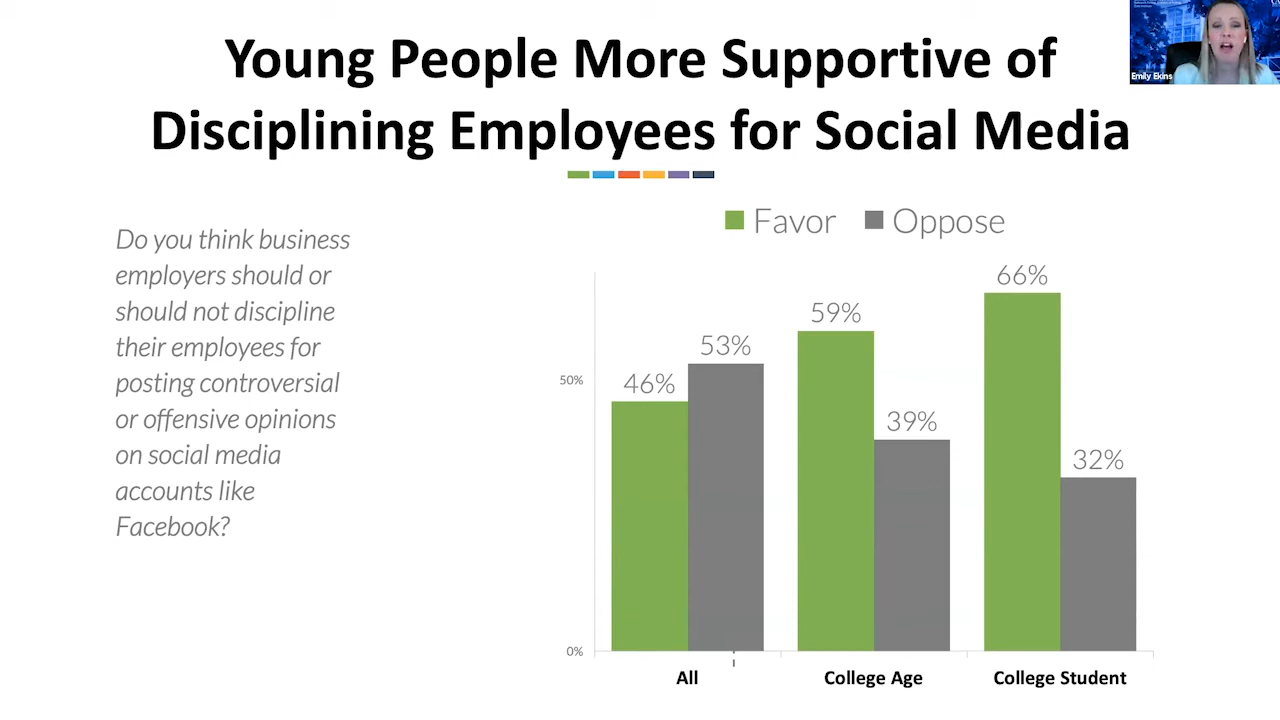 Young People More Supportive of
Disciplining Employees for Social Media
Emily Ekins
Do you think business
employers should or
should not discipline
their employees for
posting controversial
or offensive opinions
on social media
accounts like
Facebook?
Favor Oppose
66%
59%
53%
50%
46%
39%
32%
0%
All College Age College Student